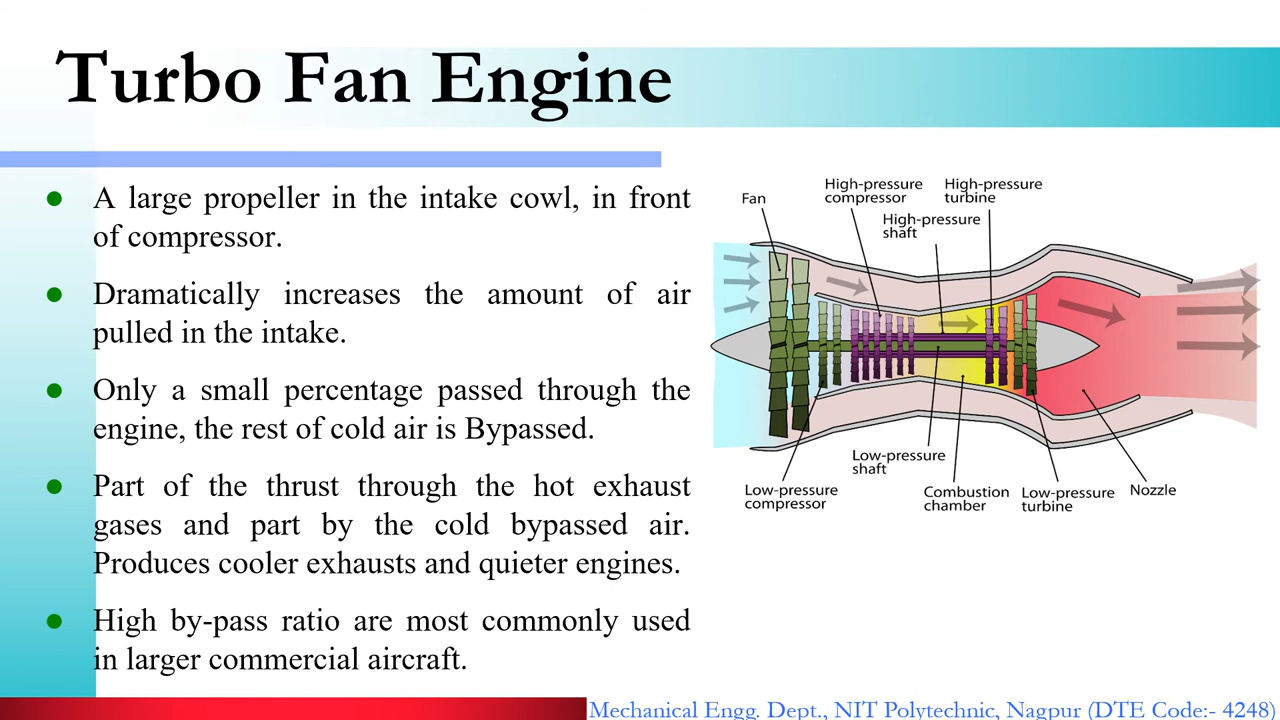 Turbo Fan Engine
A large propeller in the intake cowl, in front
of compressor.
Dramatically increases the amount of air
pulled in the intake.
Only a small percentage passed through the
engine, the rest of cold air is Bypassed.
Part of the thrust through the hot exhaust
gases and part by the cold bypassed air.
Produces cooler exhausts and quieter engines.
High by-pass ratio are most commonly used
in larger commercial aircraft.
Fan
High-pressure
compressor
High-pressure
turbine
High-pressure
shaft
Low-pressure
shaft
Low-pressure
compressor
Combustion
chamber
Low-pressure
turbine
Nozzle
Mechanical Engg. Dept., NIT Polytechnic, Nagpur (DTE Code:- 4248)